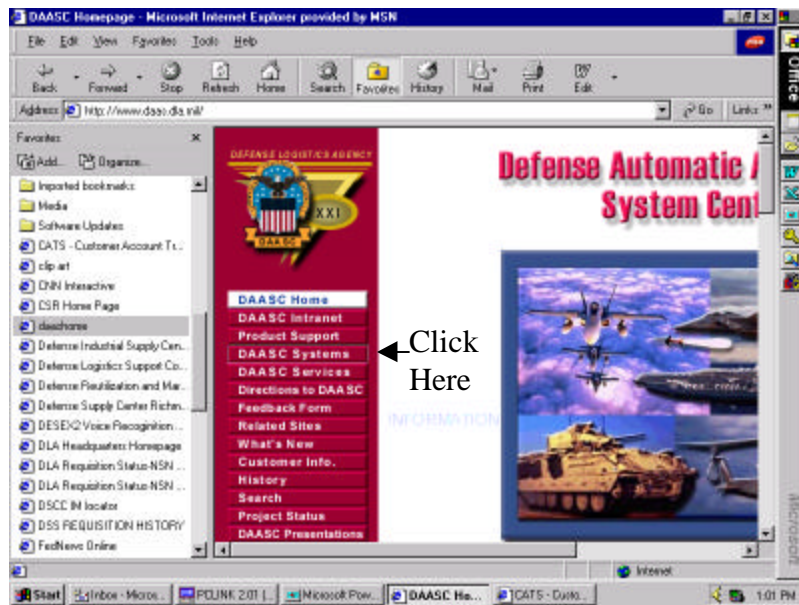 DAASC Homepage - Microsoft Internet Explorer provided by MSN
File Edit View Favorites Tools Help
Back Forward Stop Refresh Home Search Favorites History Mail Print Edit
Address http://www.daas.dla.mil/ Go Links »
Favorites
Add... Organize...
Imported bookmarks
Media
Software Updates
CATS - Customer Account Tr...
clip art
CNN Interactive
CSR Home Page
daashome
Defense Industrial Supply Cen...
Defense Logistics Support Co...
Defense Reutilization and Mar...
Defense Supply Center Richm...
DESEX2 Voice Recoginition...
DLA Headquarters Homepage
DLA Requisition Status-NSN ...
DLA Requisition Status-NSN ...
DSCC IM locator
DSS REQUISITION HISTORY
FedNews Online
DEFENSE LOGISTICS AGENCY
XXI
DAASC
DAASC Home
DAASC Intranet
Product Support
DAASC Systems
DAASC Services
Directions to DAASC
Feedback Form
Related Sites
What's New
Customer Info.
History
Search
Project Status
DAASC Presentations
Click
Here
Defense Automatic A
System Cent
INFORMATION
Office
Microsoft
Internet
Start Inbox - Micros... PCLINK 2.01 [... Microsoft Pow... DAASC Ho... CATS - Custo... 1:01 PM